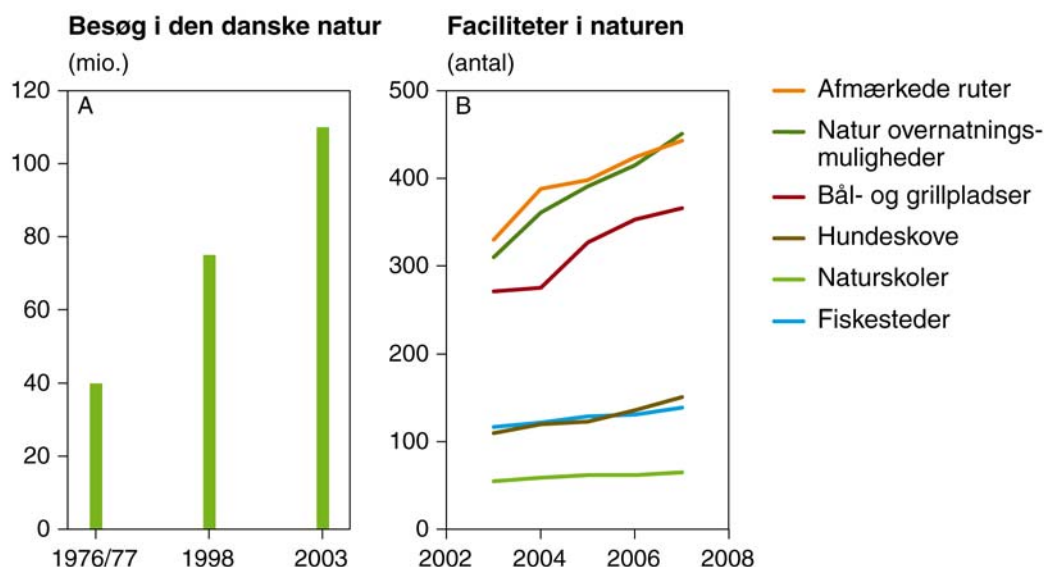 Besøg i den danske natur
(mio.)
120
100
80
60
40
20
0
A
1976/77
1998
2003
Faciliteter i naturen
(antal)
500
400
300
200
100
0
B
2002
2004
2006
2008
Afmærkede ruter
Natur overnatnings-
muligheder
Bål- og grillpladser
Hundeskove
Naturskoler
Fiskesteder